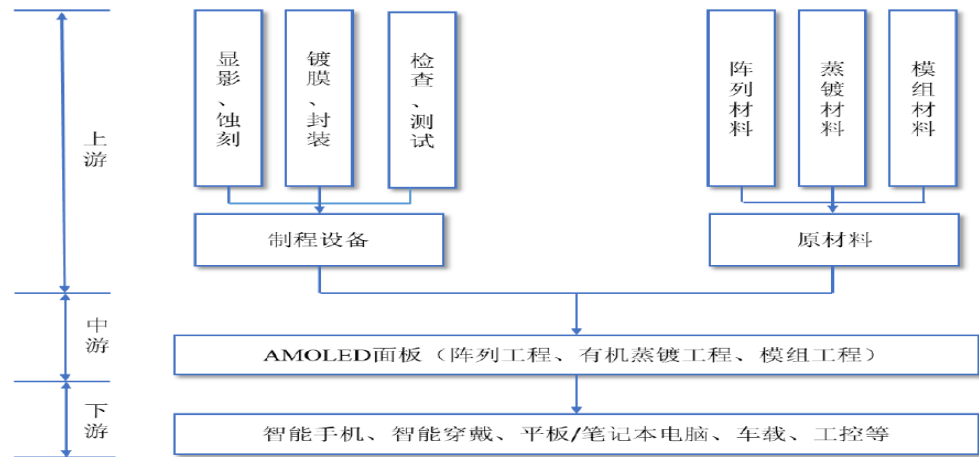 上游
显影、蚀刻
镀膜、封装
检查、测试
阵列材料
蒸镀材料
模组材料
制程设备
原材料
中游
AMOLED面板（阵列工程、有机蒸镀工程、模组工程）
下游
智能手机、智能穿戴、平板/笔记本电脑、车载、工控等